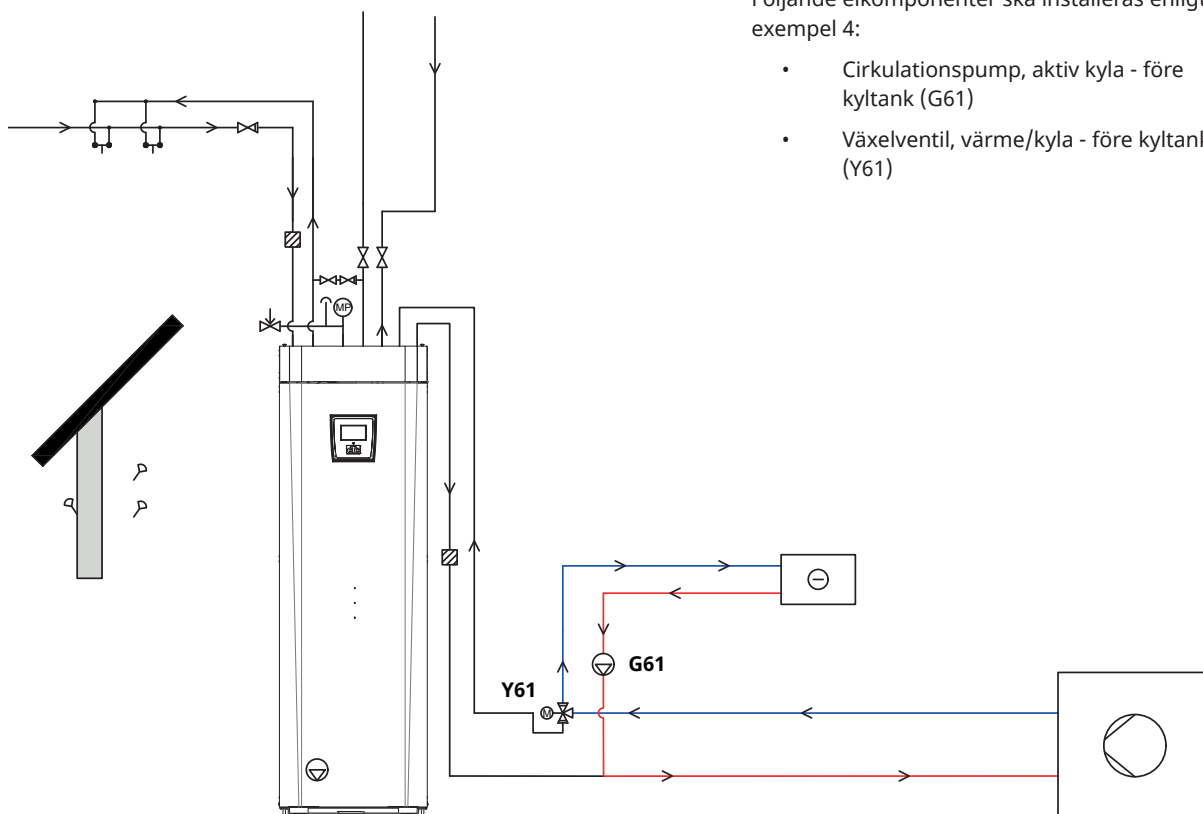 Följande elkomponenter ska installeras enligt
exempel 4:
• Cirkulationspump, aktiv kyla - före
kyltank (G61)
• Växelventil, värme/kyla - före kyltank
(Y61)
MP
G61
Y61
M